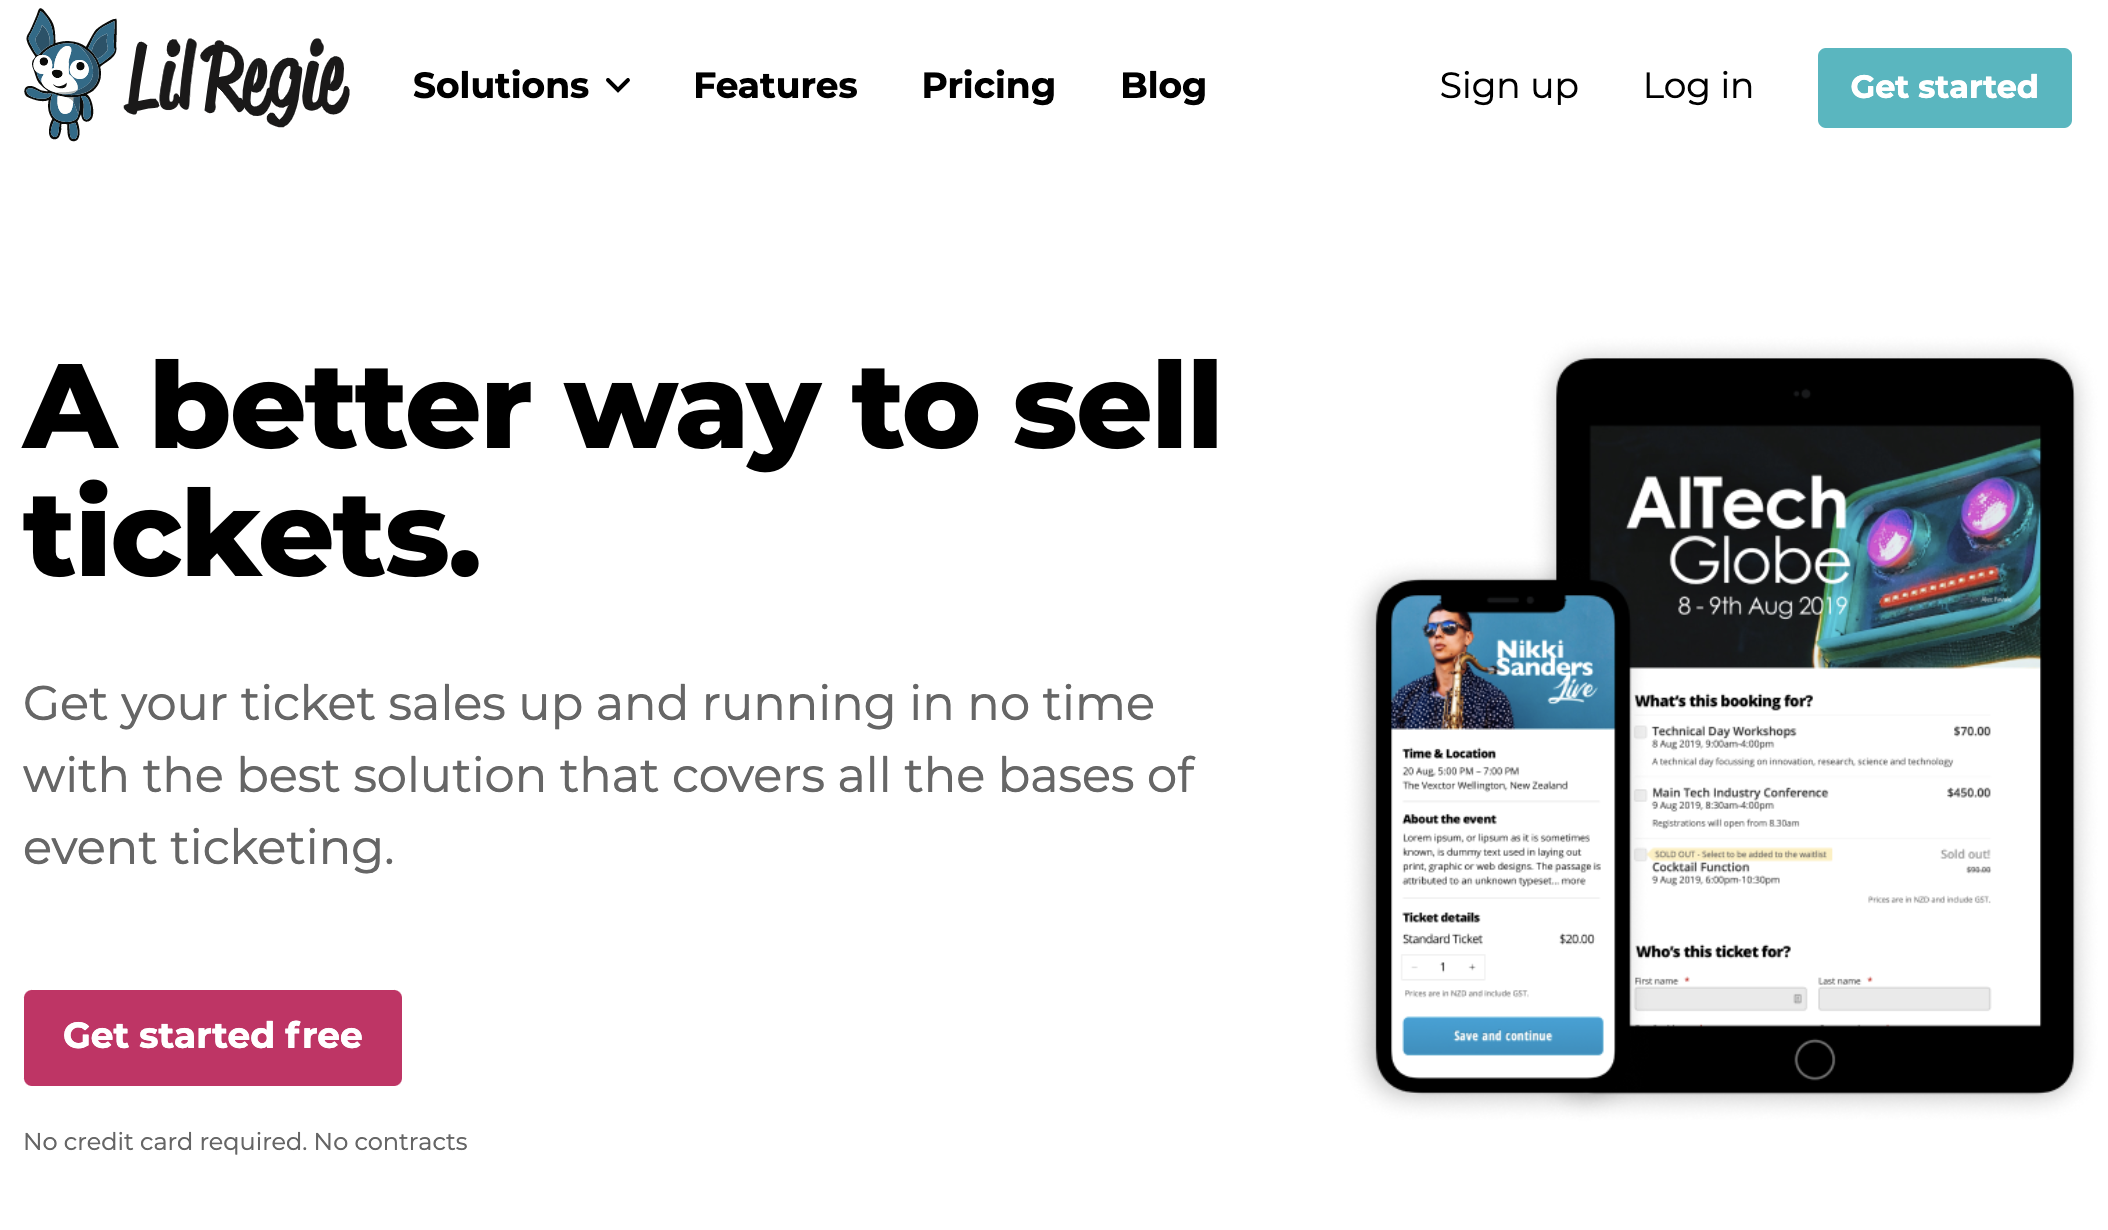 Lil Regie
Solutions
Features
Pricing
Blog
Sign up
Log in
Get started
A better way to sell
tickets.
Get your ticket sales up and running in no time
with the best solution that covers all the bases of
event ticketing.
Get started free
No credit card required. No contracts
Nikki
Sanders
Live
Time & Location
20 Aug, 5:00 PM – 7:00 PM
The Vexctor Wellington, New Zealand
About the event
Lorem ipsum, or lipsum as it is sometimes
known, is dummy text used in laying out
print, graphic or web designs. The passage is
attributed to an unknown typeset... more
Ticket details
Standard Ticket $20.00
− 1 +
Prices are in NZD and include GST.
Save and continue
AITech
Globe
8 - 9th Aug 2019
What's this booking for?
Technical Day Workshops $70.00
8 Aug 2019, 9:00am-4:00pm
A technical day focussing on innovation, research, science and technology
Main Tech Industry Conference $450.00
9 Aug 2019, 8:30am-4:00pm
Registrations will open from 8.30am
SOLD OUT - Select to be added to the waitlist Sold out!
Cocktail Function $90.00
9 Aug 2019, 6:00pm-10:30pm
Prices are in NZD and include GST.
Who's this ticket for?
First name * Last name *